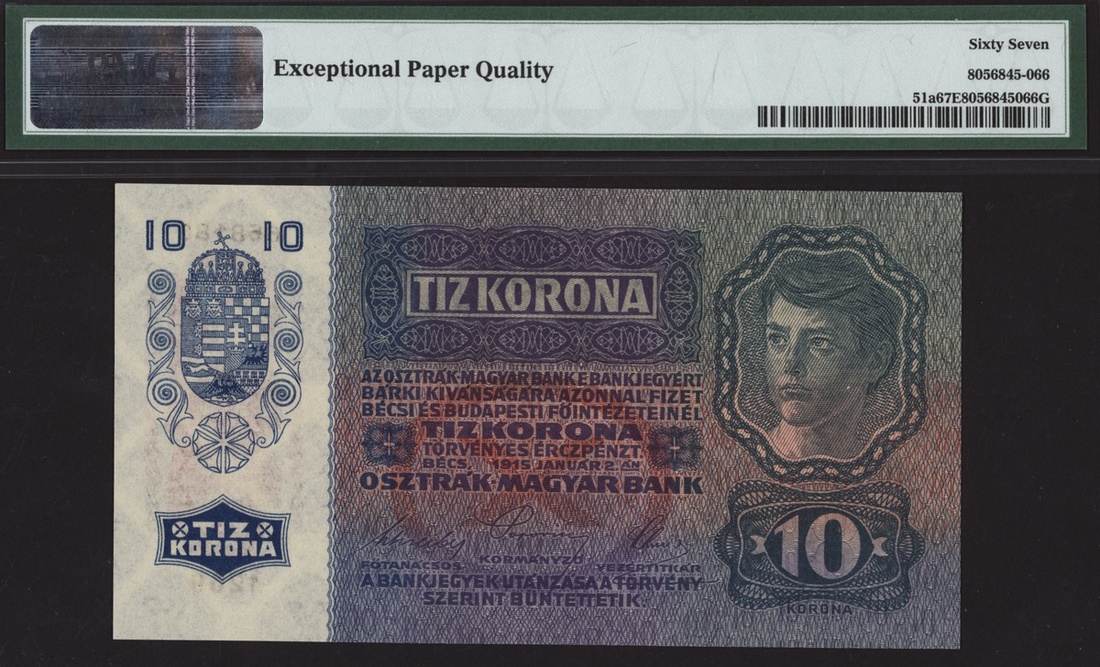 Exceptional Paper Quality
Sixty Seven
8056845-066
51a67E8056845066G
10 10
TIZ KORONA
TIZ KORONA
AZ OSZTRÁK-MAGYAR BANK E BANKJEGYÉRT
BÁRKI KIVÁNSÁGÁRA AZONNAL FIZET
BÉCSI ÉS BUDAPESTI FŐINTÉZETEINÉL
TIZ KORONA
TÖRVÉNYES ÉRCZPÉNZT.
BÉCS, 1915 JANUÁR 2.ÁN
OSZTRÁK-MAGYAR BANK
KORMÁNYZÓ
FŐTANÁCSOS VEZÉRTITKÁR
A BANKJEGYEK UTÁNZÁSA A TÖRVÉNY
SZERINT BÜNTETTETIK.
10
KORONA